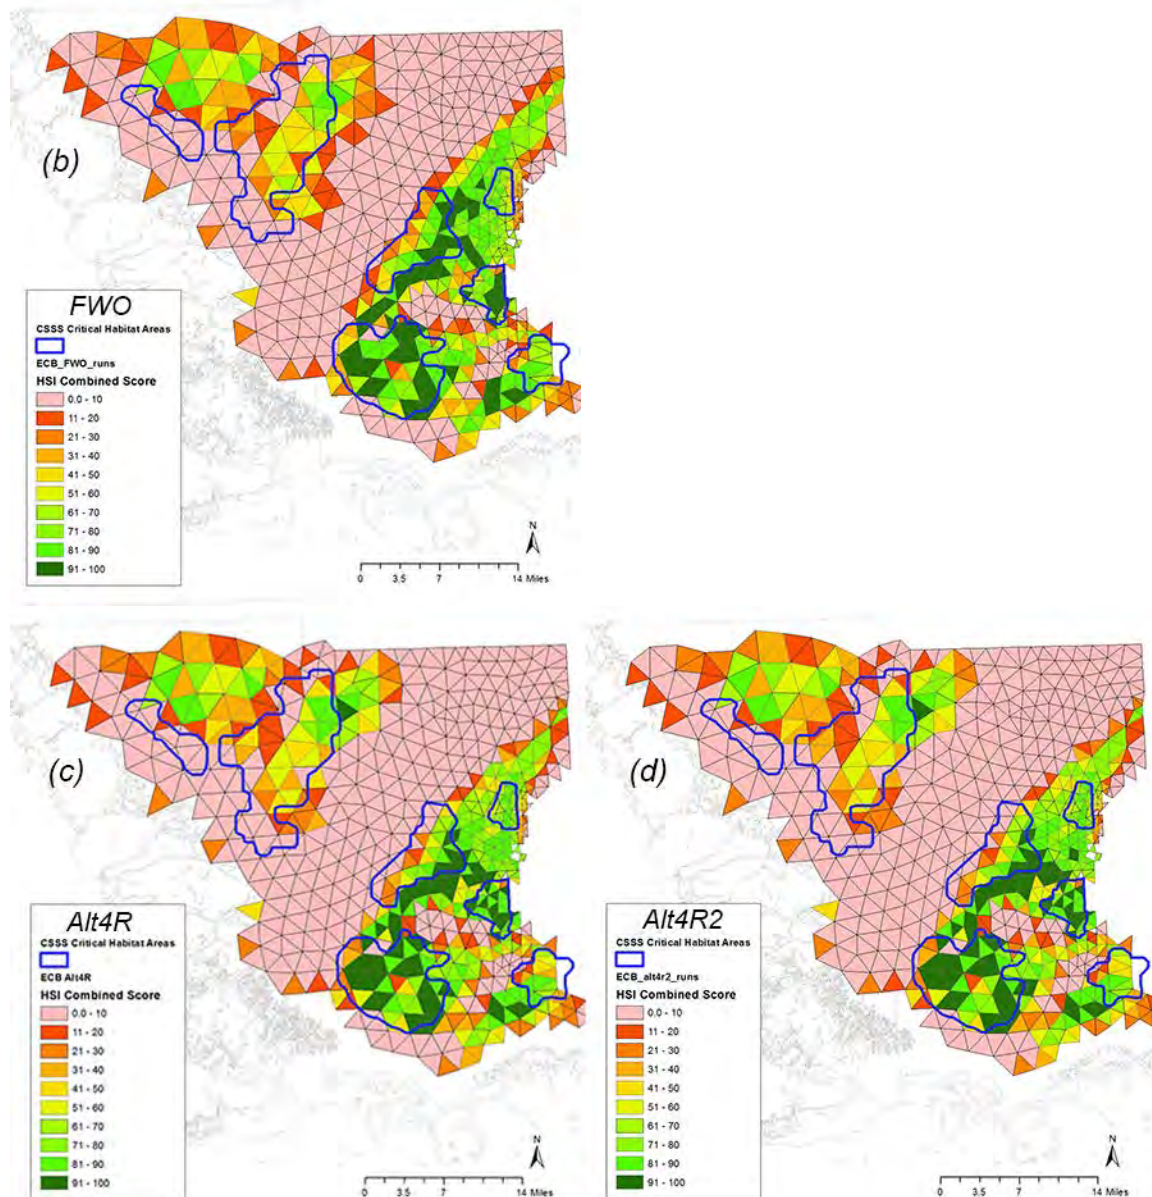 (b)
FWO
CSSS Critical Habitat Areas
ECB_FWO_runs
HSI Combined Score
0.0 - 10
11 - 20
21 - 30
31 - 40
41 - 50
51 - 60
61 - 70
71 - 80
81 - 90
91 - 100
N
0 3.5 7 14 Miles
(c)
Alt4R
CSSS Critical Habitat Areas
ECB Alt4R
HSI Combined Score
0.0 - 10
11 - 20
21 - 30
31 - 40
41 - 50
51 - 60
61 - 70
71 - 80
81 - 90
91 - 100
N
0 3.5 7 14 Miles
(d)
Alt4R2
CSSS Critical Habitat Areas
ECB_alt4r2_runs
HSI Combined Score
0.0 - 10
11 - 20
21 - 30
31 - 40
41 - 50
51 - 60
61 - 70
71 - 80
81 - 90
91 - 100
N
0 3.5 7 14 Miles